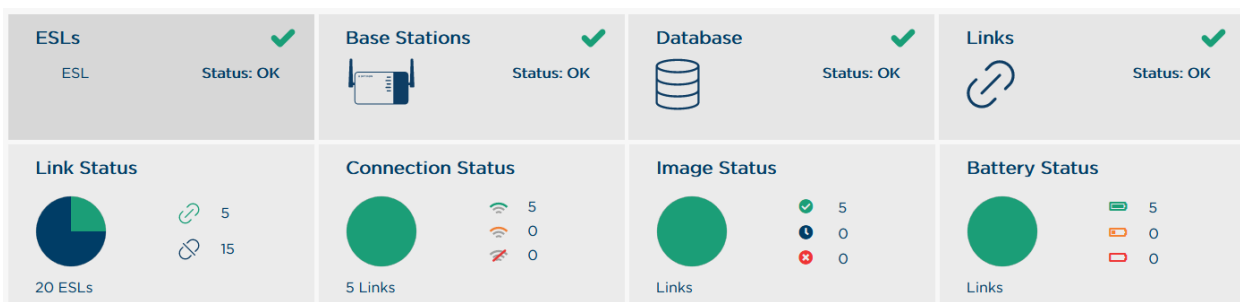 ESLs
ESL
Status: OK
Base Stations
Status: OK
Database
Status: OK
Links
Status: OK
Link Status
5
15
20 ESLs
Connection Status
5
0
0
5 Links
Image Status
5
0
0
Links
Battery Status
5
0
0
Links